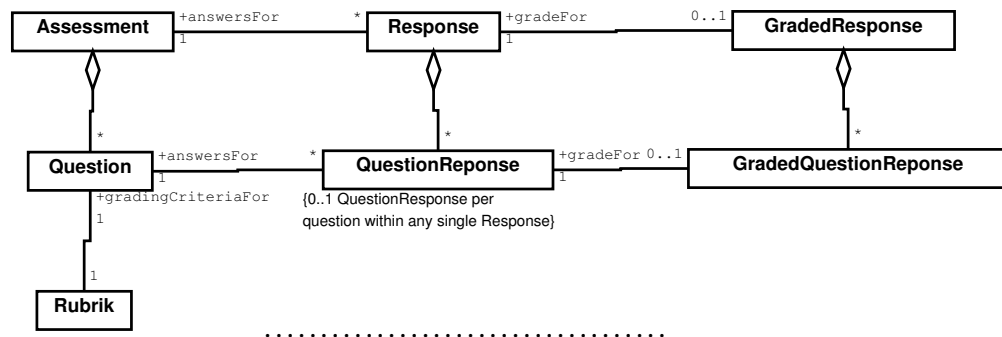 +answersFor * +gradeFor 0..1
Assessment Response GradedResponse
1 1
* * *
+answersFor * +gradeFor 0..1
Question QuestionReponse GradedQuestionReponse
1 1
+gradingCriteriaFor {0..1 QuestionResponse per
1 question within any single Response}
1
Rubrik
. . . . . . . . . . . . . . . . . . . . . . . . . . . . . . . . . . . . . .